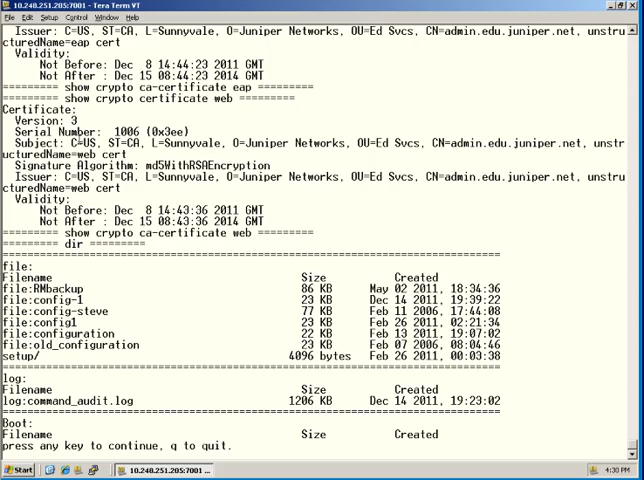 10.248.251.205:7001 - Tera Term VT
File Edit Setup Control Window Help
Issuer: C=US, ST=CA, L=Sunnyvale, O=Juniper Networks, OU=Ed Svcs, CN=admin.edu.juniper.net, unstru
cturedName=eap cert
Validity:
Not Before: Dec 8 14:44:23 2011 GMT
Not After : Dec 15 08:44:23 2014 GMT
========= show crypto ca-certificate eap =========
========= show crypto certificate web =========
Certificate:
Version: 3
Serial Number: 1006 (0x3ee)
Subject: C=US, ST=CA, L=Sunnyvale, O=Juniper Networks, OU=Ed Svcs, CN=admin.edu.juniper.net, unstr
ucturedName=web cert
Signature Algorithm: md5WithRSAEncryption
Issuer: C=US, ST=CA, L=Sunnyvale, O=Juniper Networks, OU=Ed Svcs, CN=admin.edu.juniper.net, unstru
cturedName=web cert
Validity:
Not Before: Dec 8 14:43:36 2011 GMT
Not After : Dec 15 08:43:36 2014 GMT
========= show crypto ca-certificate web =========
========= dir =========
===============================================================================
file:
Filename Size Created
file:RMbackup 86 KB May 02 2011, 18:34:36
file:config-1 23 KB Dec 14 2011, 19:39:22
file:config-steve 77 KB Feb 11 2006, 17:44:08
file:config1 23 KB Feb 26 2011, 02:21:34
file:configuration 22 KB Feb 13 2011, 19:07:02
file:old_configuration 23 KB Feb 07 2006, 08:04:46
setup/ 4096 bytes Feb 26 2011, 00:03:38
===============================================================================
log:
Filename Size Created
log:command_audit.log 1206 KB Dec 14 2011, 19:23:02
===============================================================================
Boot:
Filename Size Created
press any key to continue, q to quit.
Start 10.248.251.205:7001 ... 4:30 PM